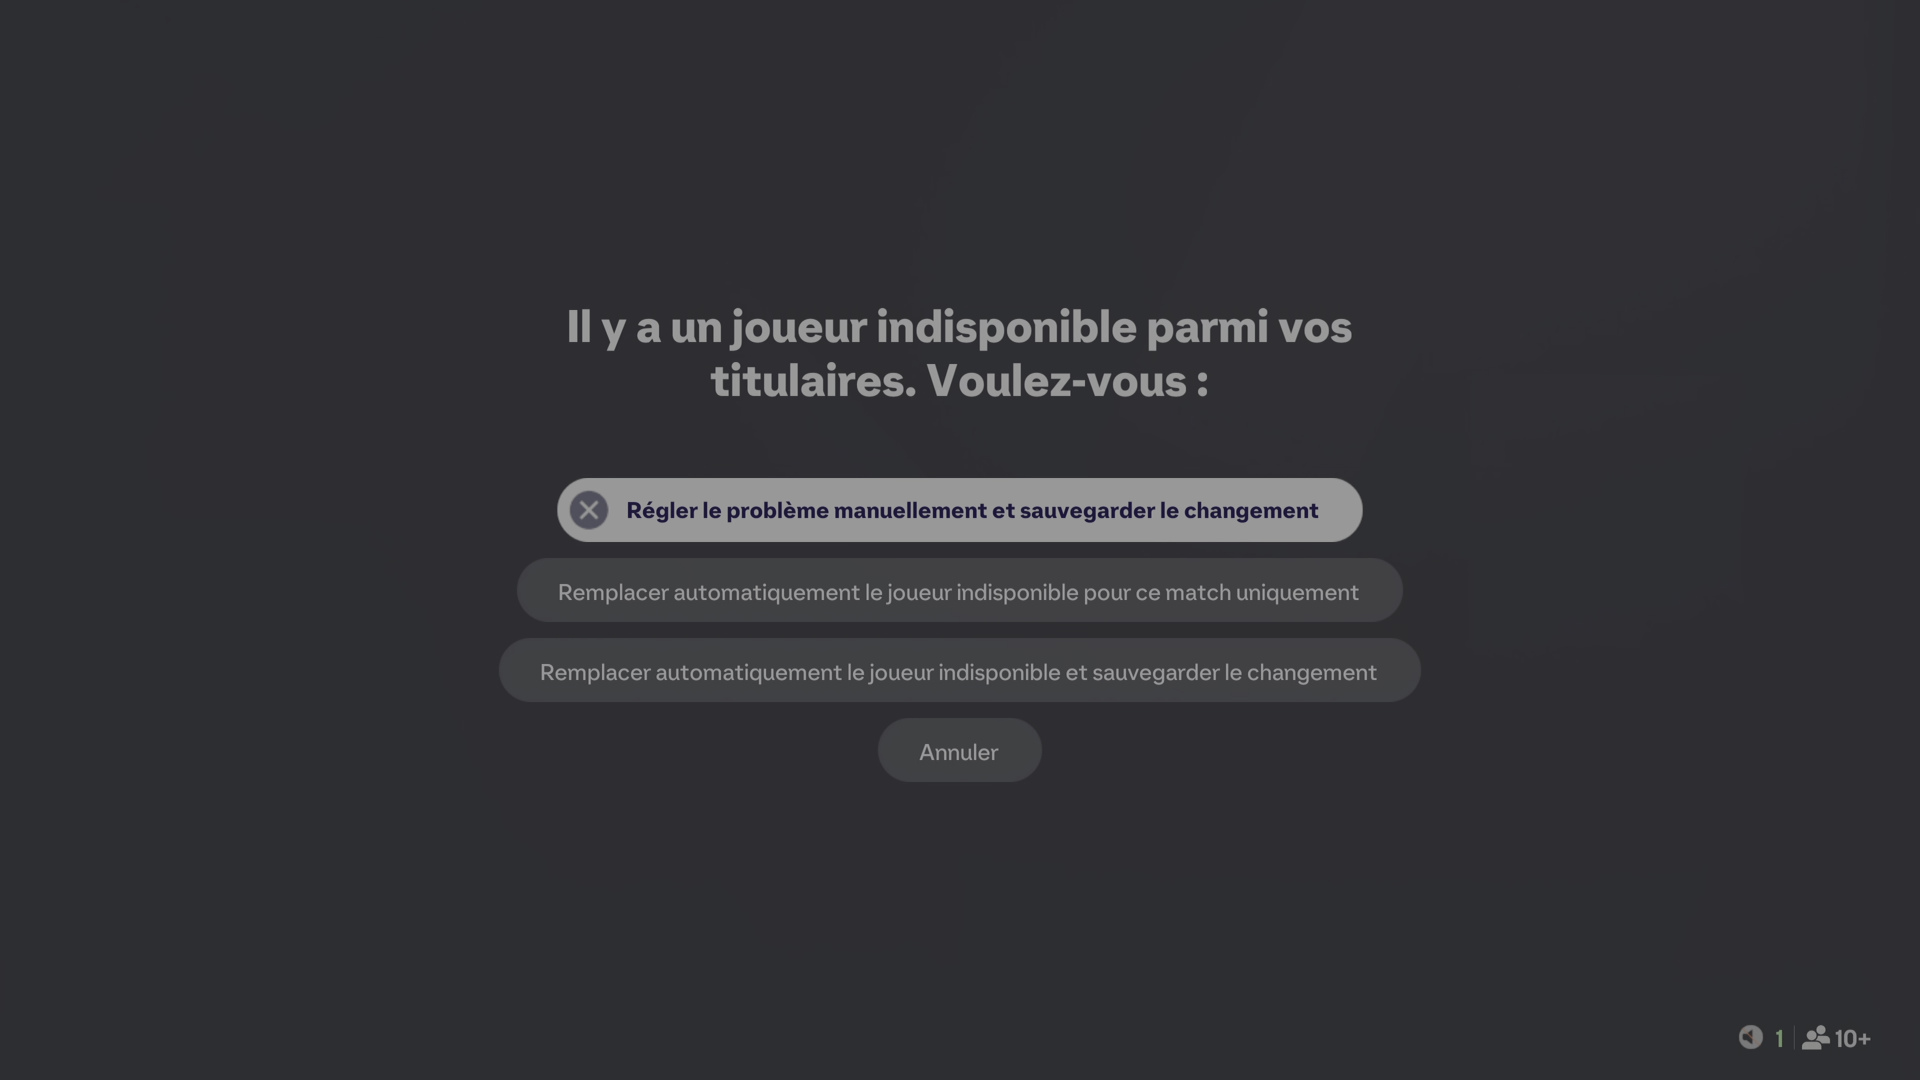 Il y a un joueur indisponible parmi vos
titulaires. Voulez-vous :
Régler le problème manuellement et sauvegarder le changement
Remplacer automatiquement le joueur indisponible pour ce match uniquement
Remplacer automatiquement le joueur indisponible et sauvegarder le changement
Annuler
1 10+